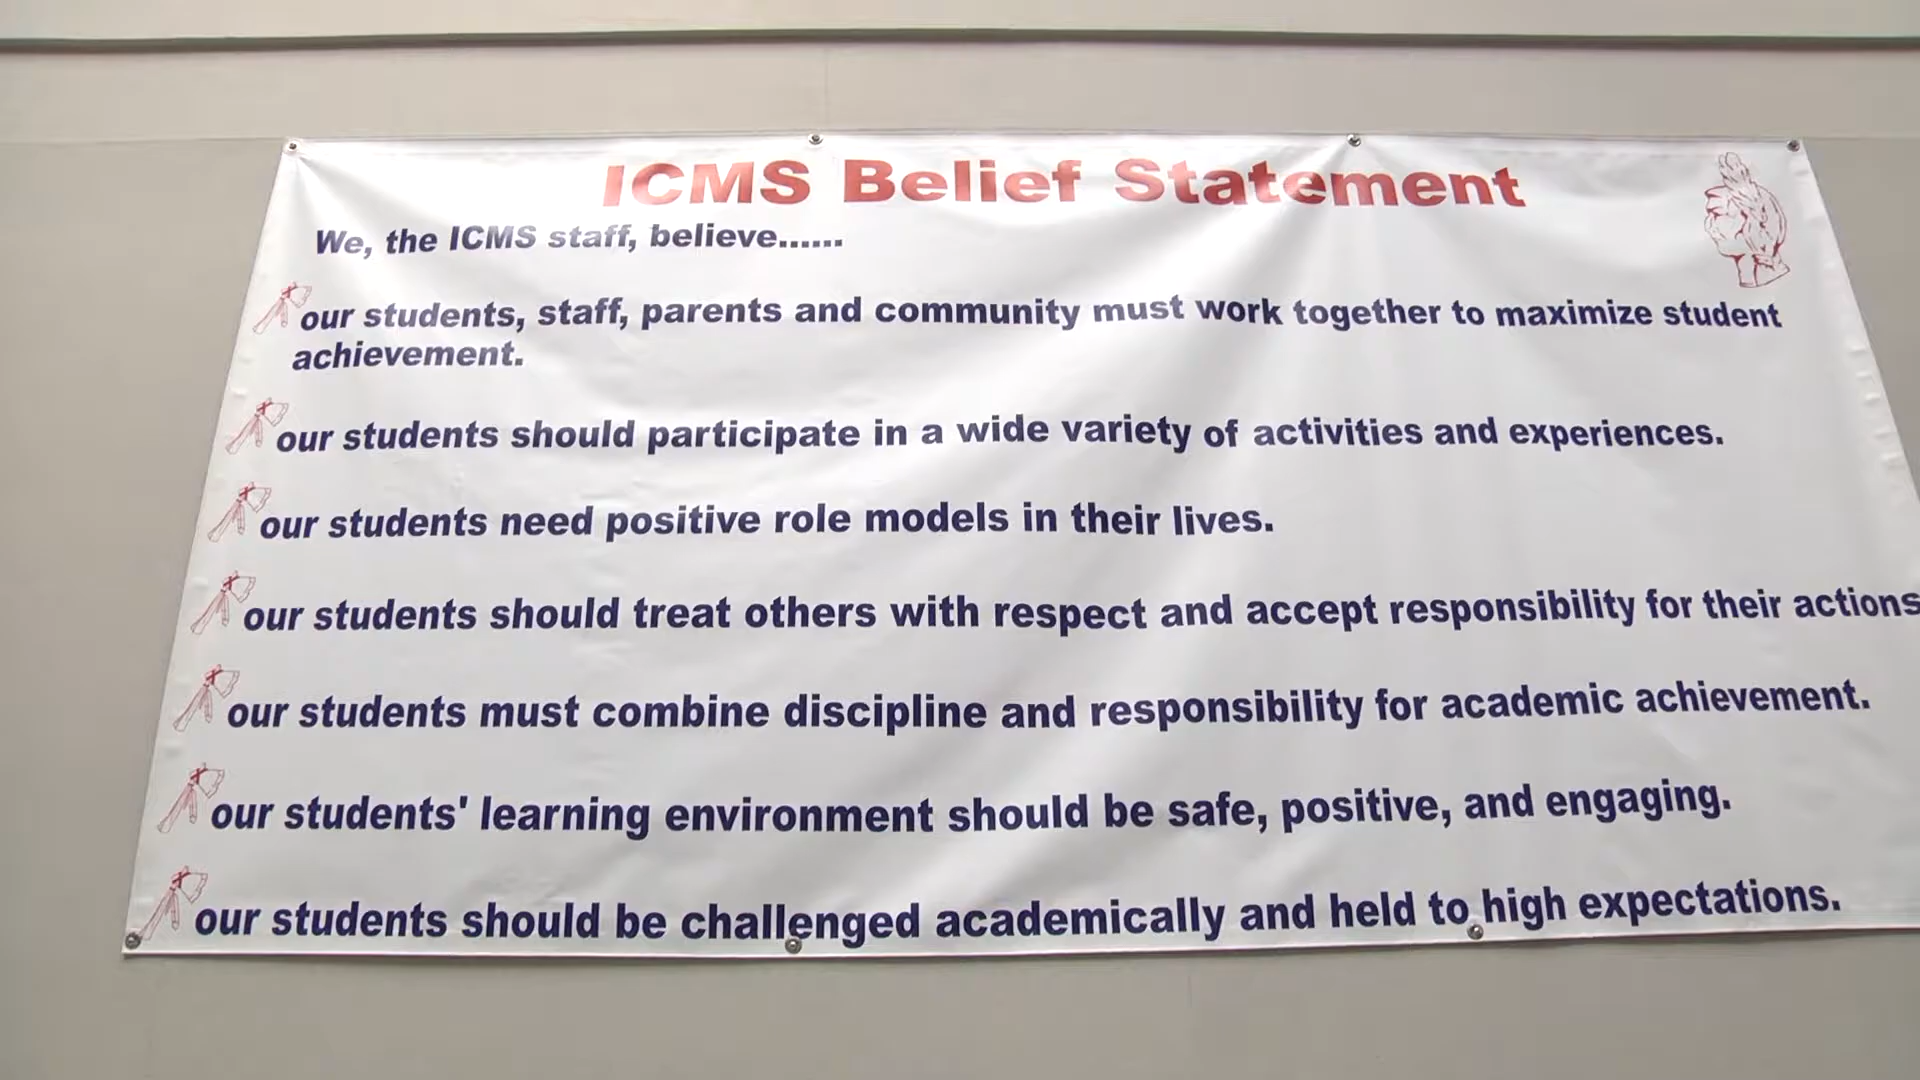 ICMS Belief Statement
We, the ICMS staff, believe......
our students, staff, parents and community must work together to maximize student
achievement.
our students should participate in a wide variety of activities and experiences.
our students need positive role models in their lives.
our students should treat others with respect and accept responsibility for their actions
our students must combine discipline and responsibility for academic achievement.
our students' learning environment should be safe, positive, and engaging.
our students should be challenged academically and held to high expectations.